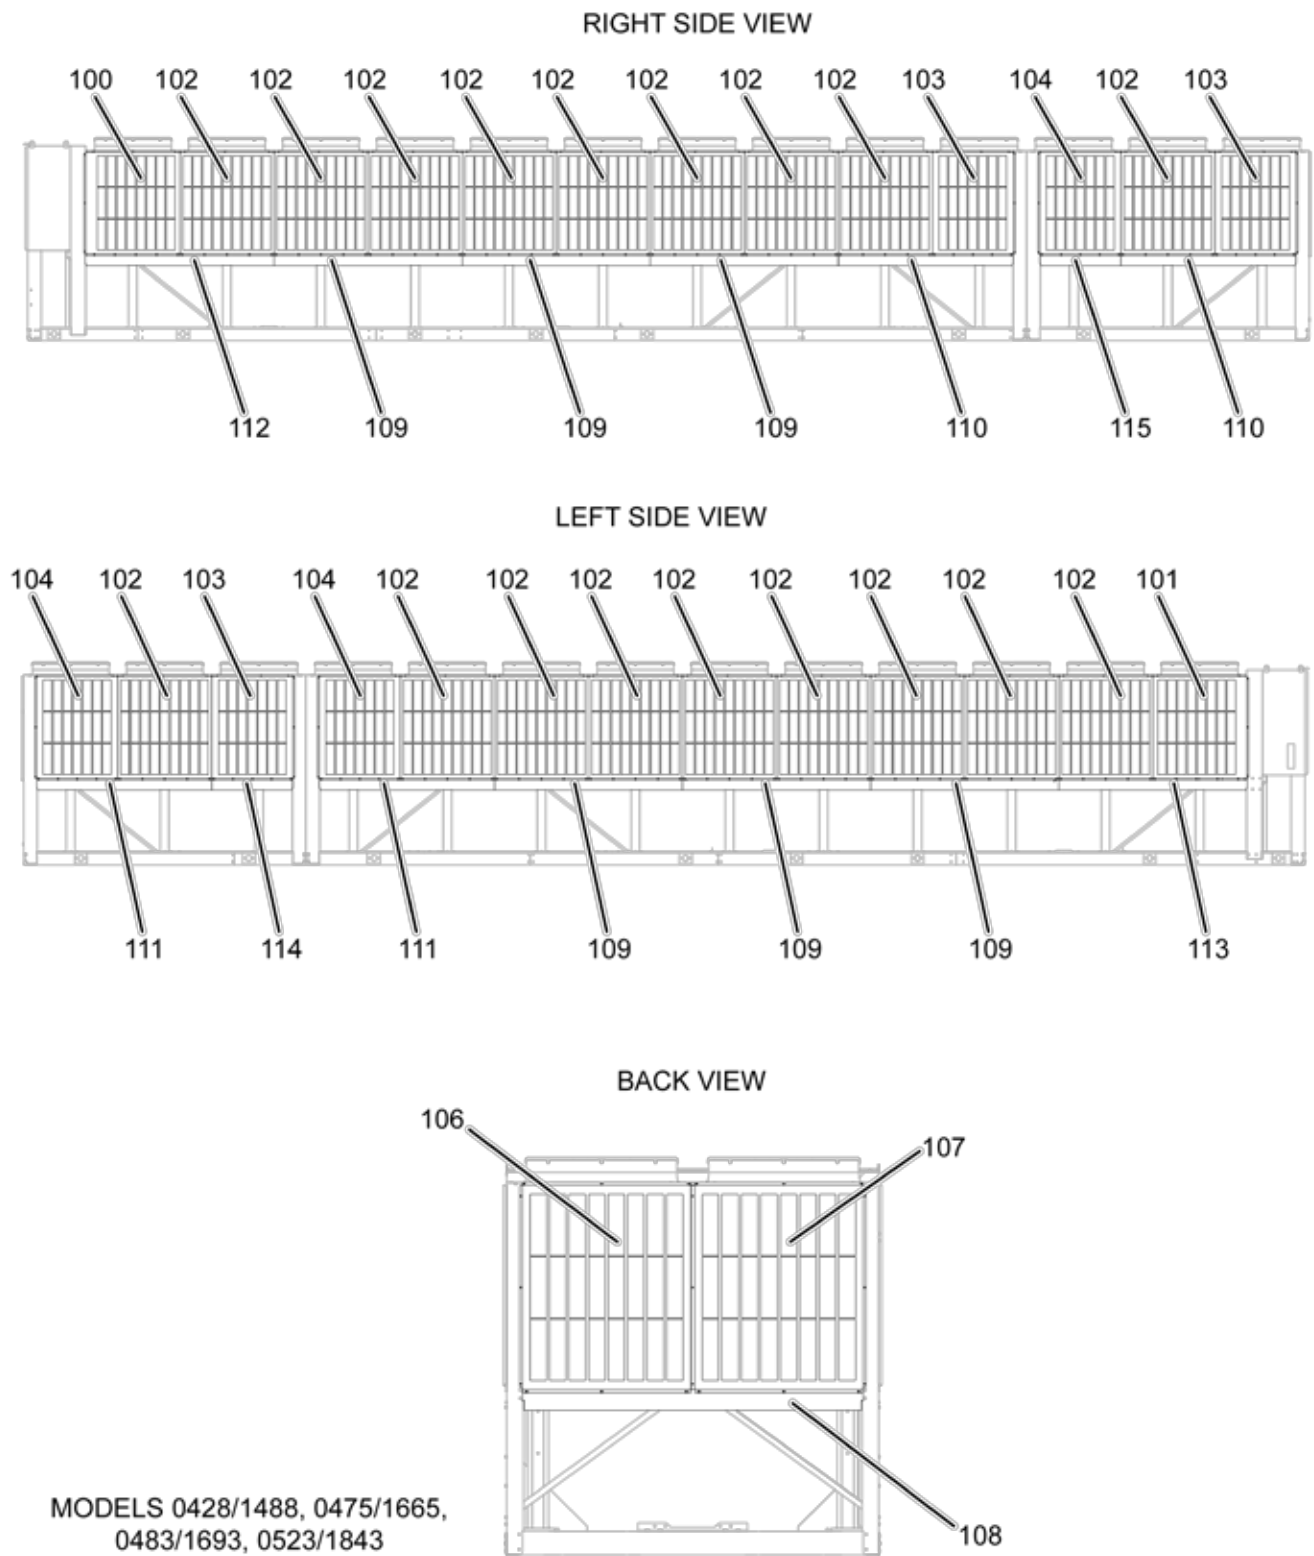 RIGHT SIDE VIEW
100 102 102 102 102 102 102 102 102 103 104 102 103
112 109 109 109 110 115 110
LEFT SIDE VIEW
104 102 103 104 102 102 102 102 102 102 102 102 101
111 114 111 109 109 109 113
BACK VIEW
106
107
108
MODELS 0428/1488, 0475/1665,
0483/1693, 0523/1843